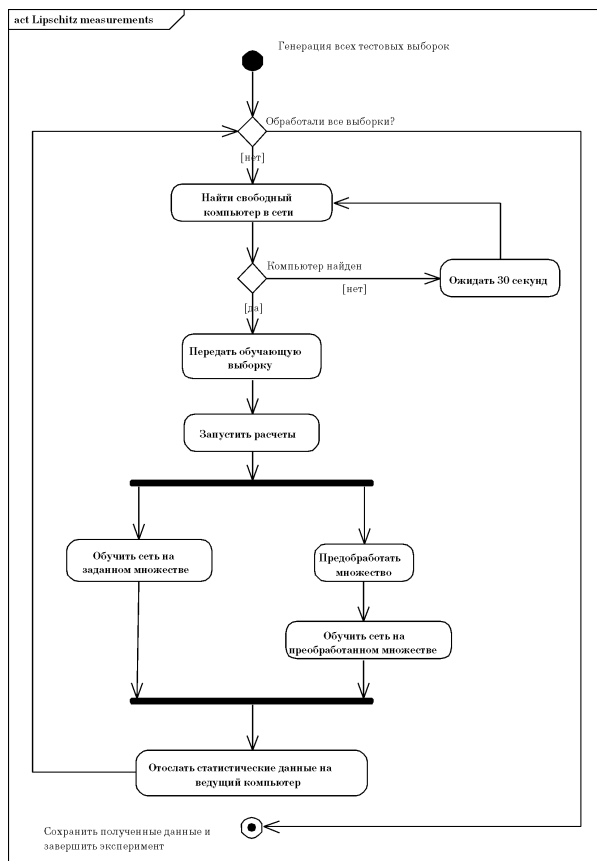 act Lipschitz measurements
Генерация всех тестовых выборок
Обработали все выборки?
[нет]
Найти свободный
компьютер в сети
Компьютер найден
[нет]
Ожидать 30 секунд
[да]
Передать обучающую
выборку
Запустить расчеты
Обучить сеть на
заданном множестве
Предобработать
множество
Обучить сеть на
преобработанном множестве
Отослать статистические данные на
ведущий компьютер
Сохранить полученные данные и
завершить эксперимент